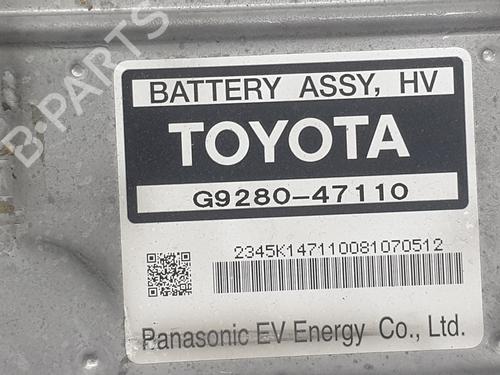 B-PARTS
BATTERY ASSY, HV
TOYOTA
G9280-47110
2345K147110081070512
Panasonic EV Energy Co., Ltd.